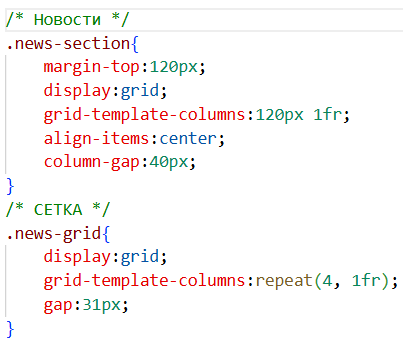 /* Новости */
.news-section{
margin-top:120px;
display:grid;
grid-template-columns:120px 1fr;
align-items:center;
column-gap:40px;
}
/* СЕТКА */
.news-grid{
display:grid;
grid-template-columns:repeat(4, 1fr);
gap:31px;
}